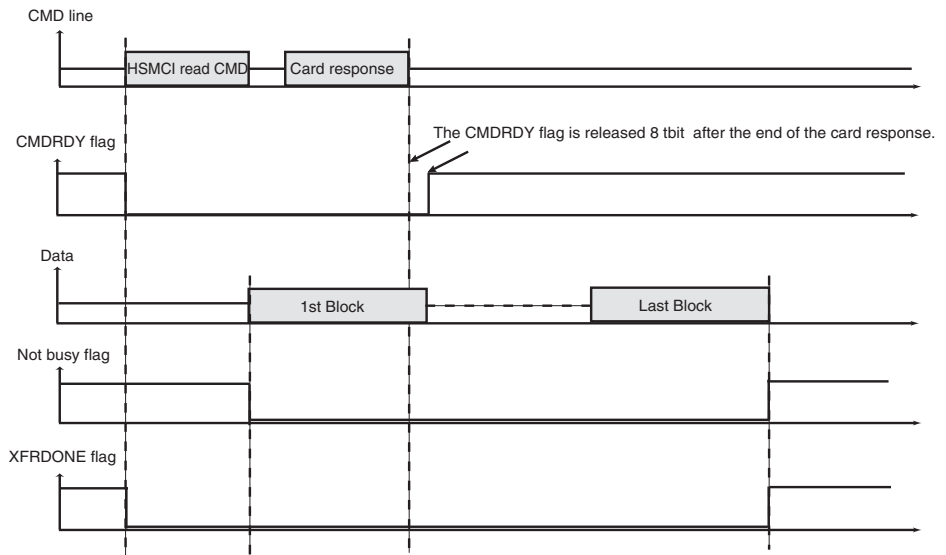 CMD line
HSMCI read CMD
Card response
The CMDRDY flag is released 8 tbit after the end of the card response.
CMDRDY flag
Data
1st Block
Last Block
Not busy flag
XFRDONE flag